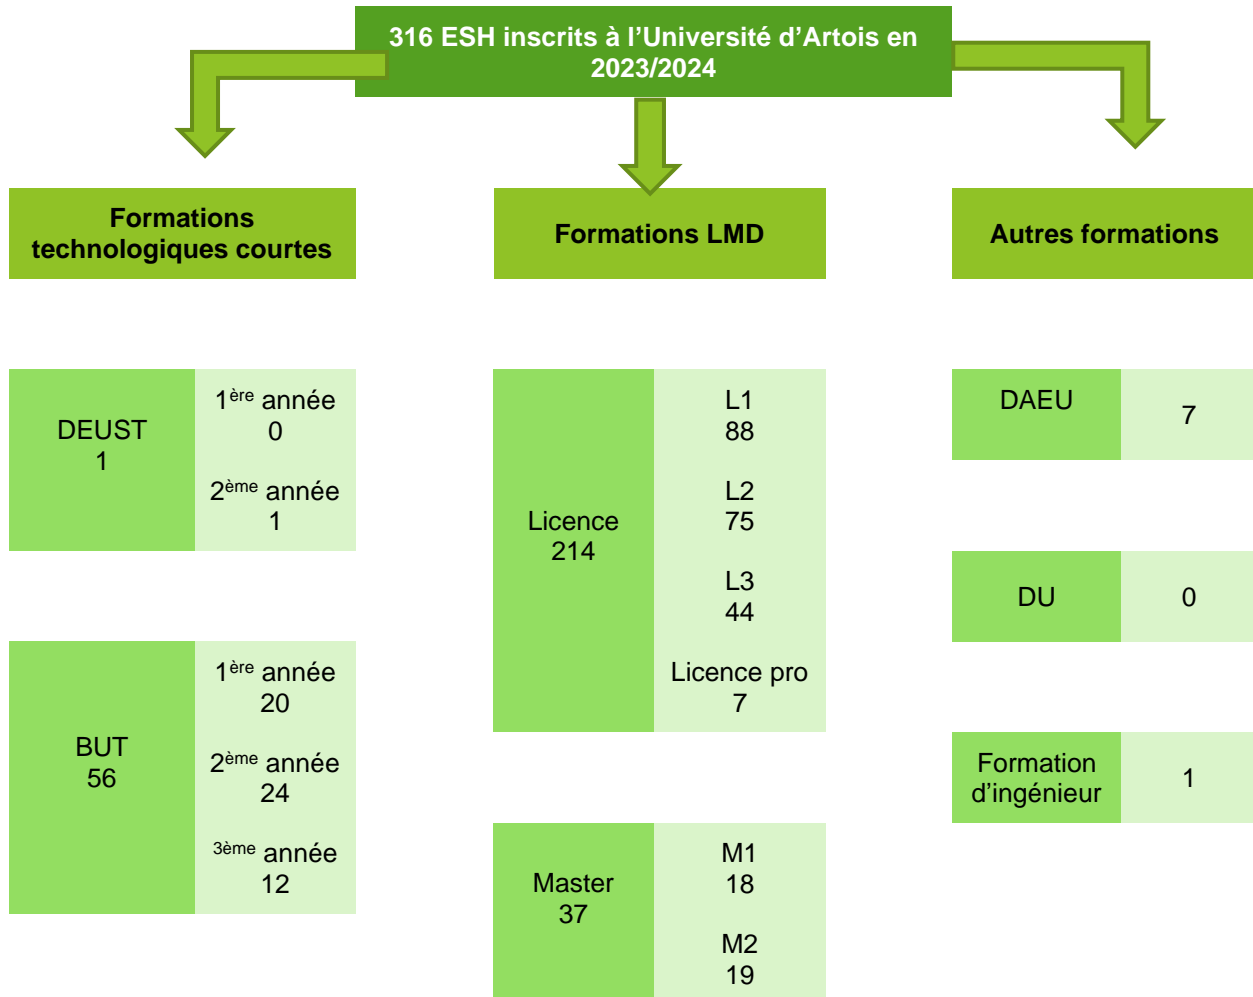 316 ESH inscrits à l’Université d’Artois en
2023/2024
Formations
technologiques courtes
DEUST
1
1ère année
0
2ème année
1
BUT
56
1ère année
20
2ème année
24
3ème année
12
Formations LMD
Licence
214
L1
88
L2
75
L3
44
Licence pro
7
Master
37
M1
18
M2
19
Autres formations
DAEU
7
DU
0
Formation
d’ingénieur
1